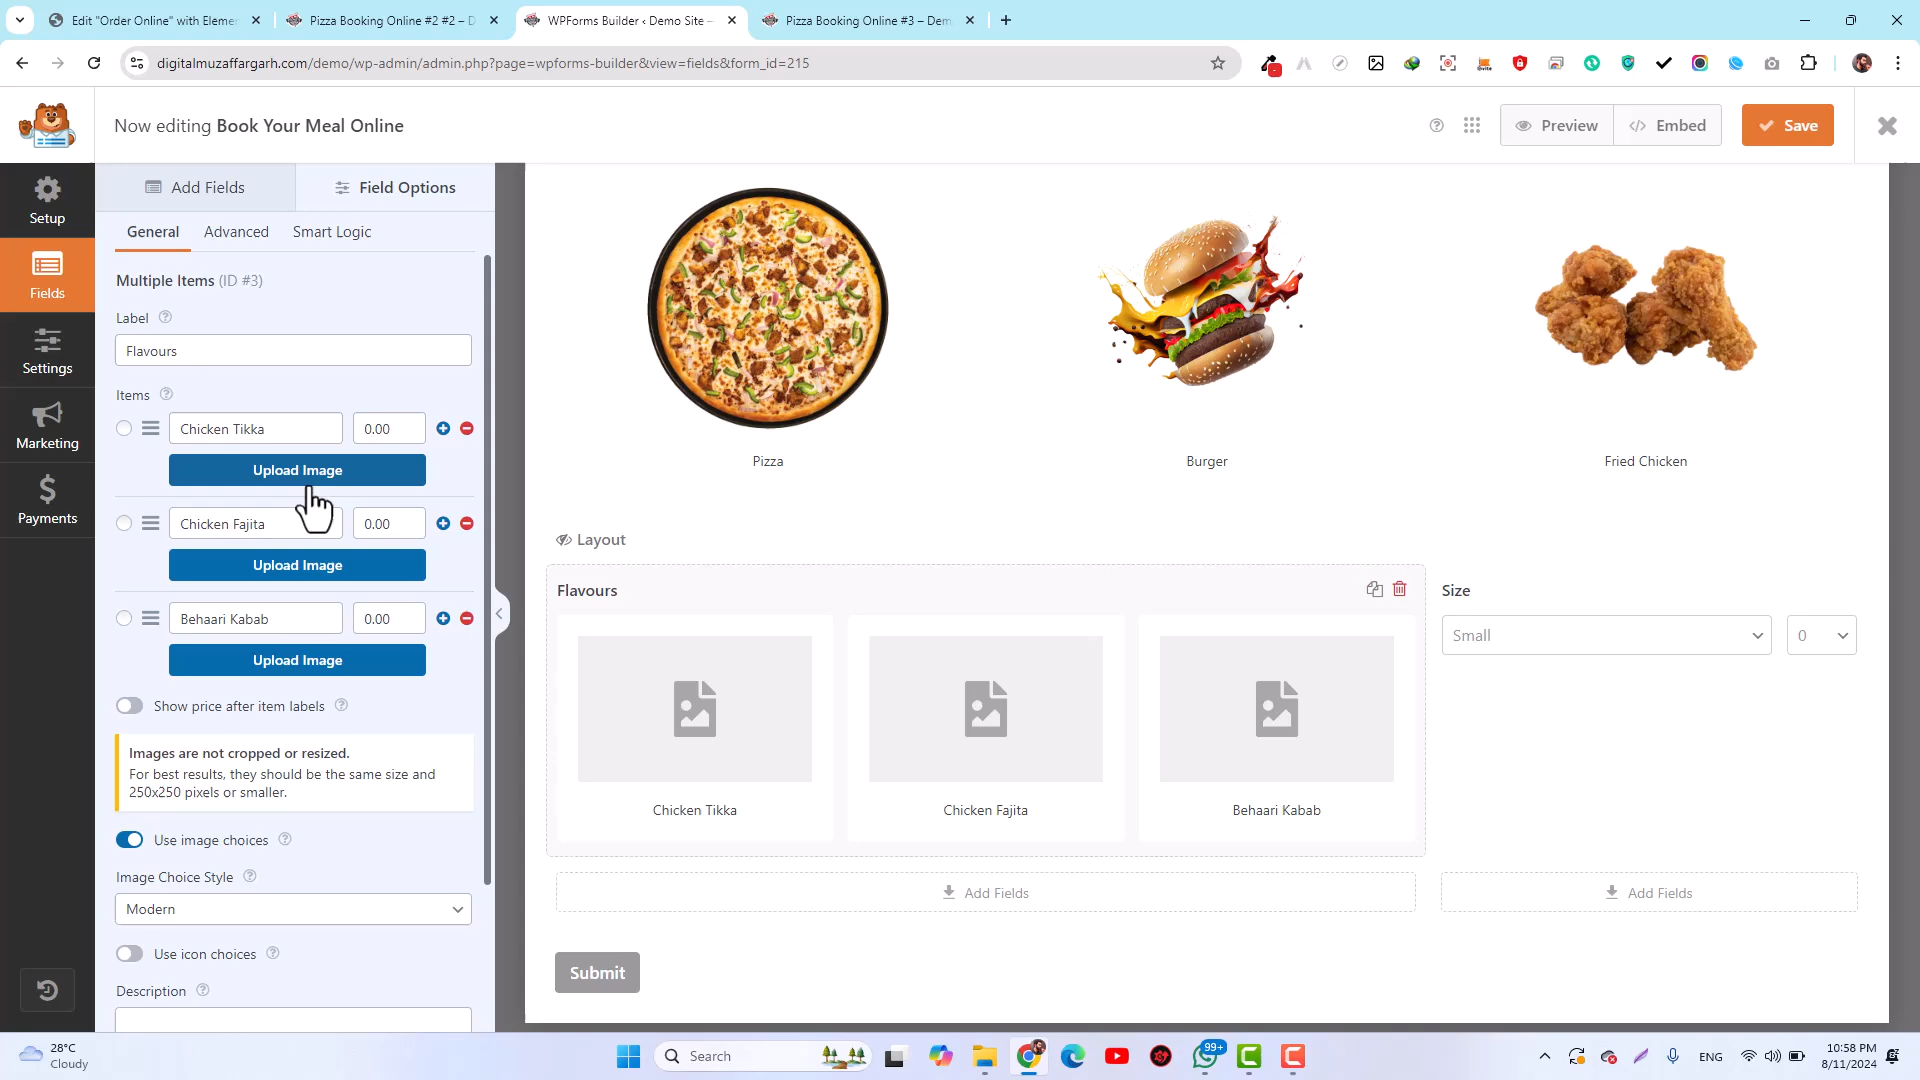 Edit "Order Online" with Elemen
Pizza Booking Online #2 #2 – D
WPForms Builder ‹ Demo Site –
Pizza Booking Online #3 – Dem
digitalmuzaffargarh.com/demo/wp-admin/admin.php?page=wpforms-builder&view=fields&form_id=215
Now editing Book Your Meal Online
Preview
Embed
Save
Setup
Fields
Settings
Marketing
Payments
Add Fields
Field Options
General
Advanced
Smart Logic
Multiple Items (ID #3)
Label
Flavours
Items
Chicken Tikka
0.00
Upload Image
Chicken Fajita
0.00
Upload Image
Behaari Kabab
0.00
Upload Image
Show price after item labels
Images are not cropped or resized.
For best results, they should be the same size and
250x250 pixels or smaller.
Use image choices
Image Choice Style
Modern
Use icon choices
Description
Pizza
Burger
Fried Chicken
Layout
Flavours
Chicken Tikka
Chicken Fajita
Behaari Kabab
Size
Small
0
Add Fields
Add Fields
Submit
28°C
Cloudy
Search
99+
ENG
10:58 PM
8/11/2024